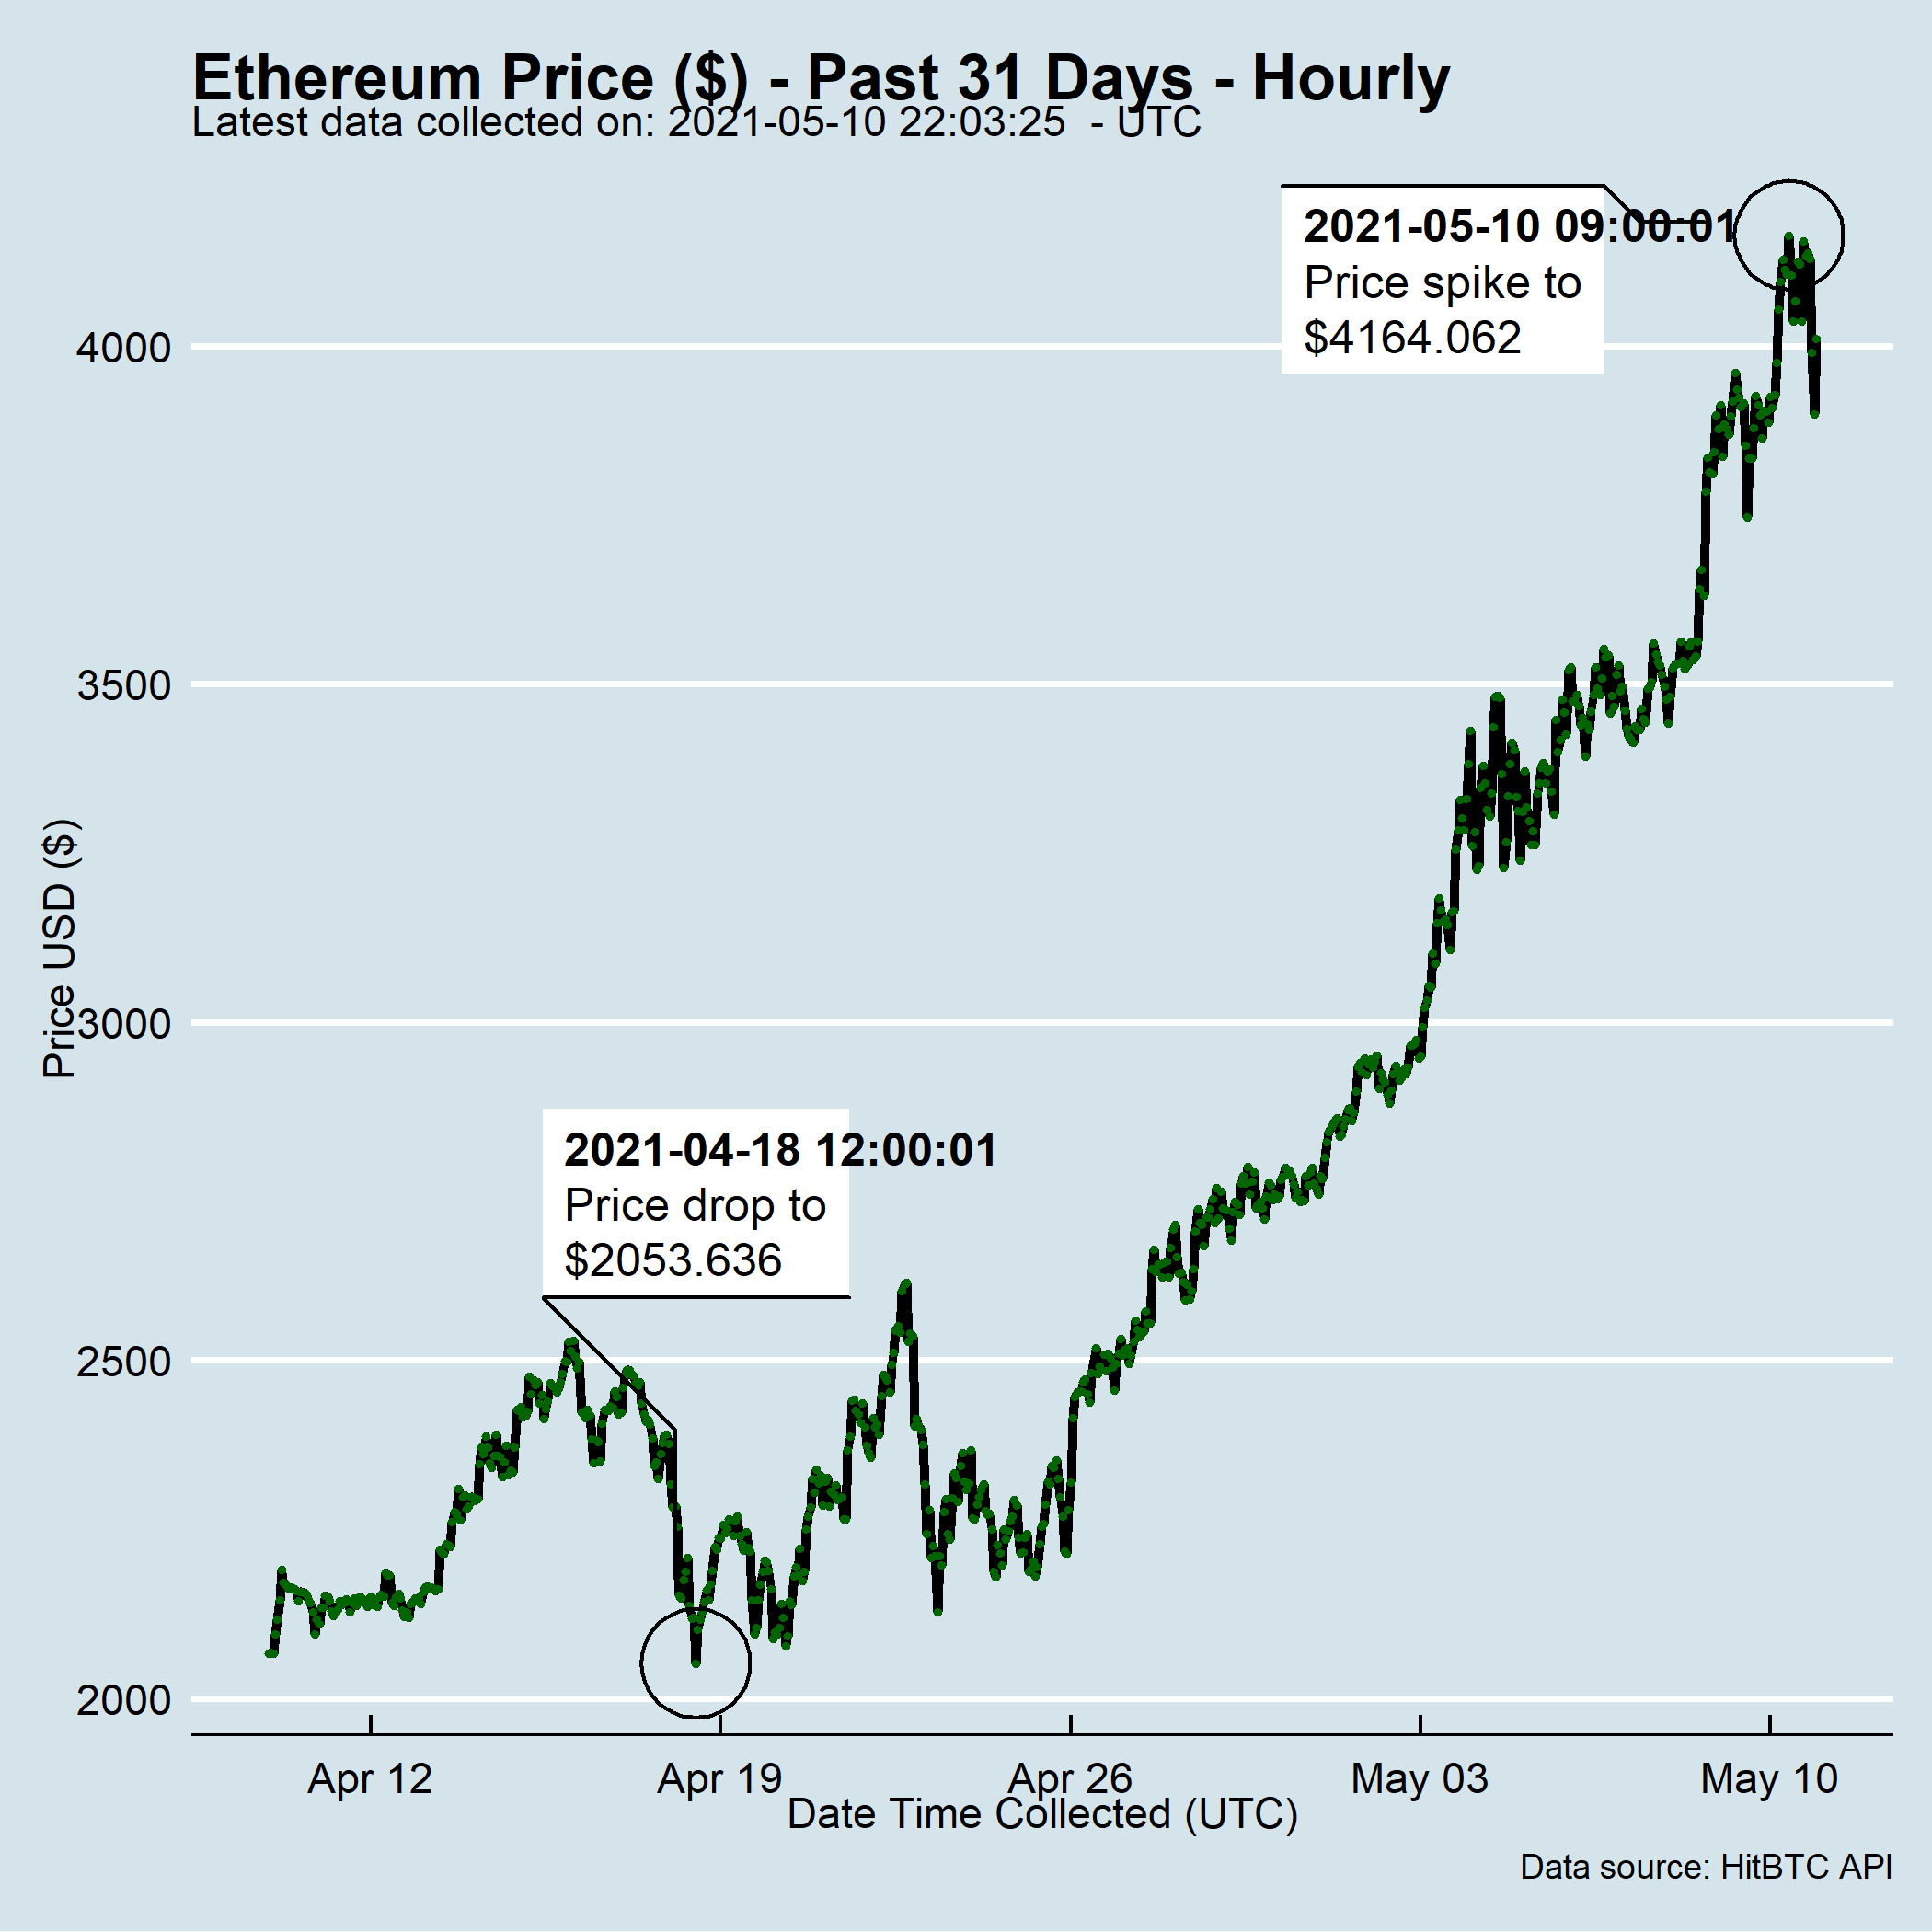 Ethereum Price ($) - Past 31 Days - Hourly
Latest data collected on: 2021-05-10 22:03:25  - UTC
2021-05-10 09:00:01
Price spike to
$4164.062
4000
3500
Price USD ($)
3000
2021-04-18 12:00:01
Price drop to
$2053.636
2500
2000
Apr 12
Apr 19
Apr 26
May 03
May 10
Date Time Collected (UTC)
Data source: HitBTC API